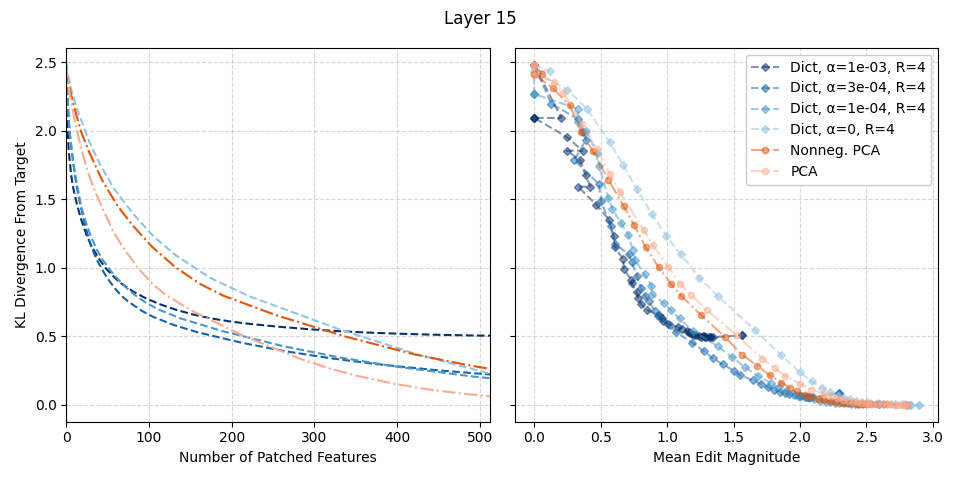 Layer 15
KL Divergence From Target
2.5
2.0
1.5
1.0
0.5
0.0
0 100 200 300 400 500
Number of Patched Features
Dict, α=1e-03, R=4
Dict, α=3e-04, R=4
Dict, α=1e-04, R=4
Dict, α=0, R=4
Nonneg. PCA
PCA
0.0 0.5 1.0 1.5 2.0 2.5 3.0
Mean Edit Magnitude